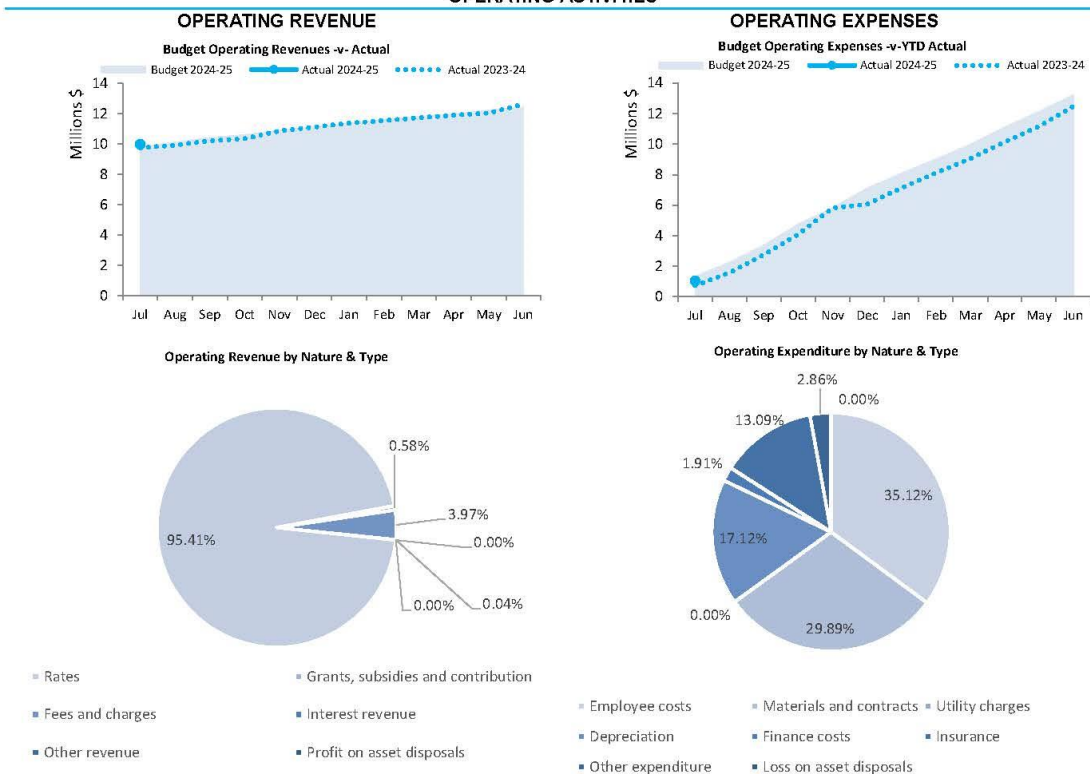 OPERATING REVENUE
Budget Operating Revenues -v- Actual
Budget 2024-25 Actual 2024-25 Actual 2023-24
Millions $
14
12
10
8
6
4
2
0
Jul Aug Sep Oct Nov Dec Jan Feb Mar Apr May Jun
Operating Revenue by Nature & Type
0.58%
3.97%
95.41%
0.00%
0.00%
0.04%
Rates
Grants, subsidies and contribution
Fees and charges
Interest revenue
Other revenue
Profit on asset disposals
OPERATING EXPENSES
Budget Operating Expenses -v-YTD Actual
Budget 2024-25 Actual 2024-25 Actual 2023-24
Millions $
14
12
10
8
6
4
2
0
Jul Aug Sep Oct Nov Dec Jan Feb Mar Apr May Jun
Operating Expenditure by Nature & Type
2.86%
0.00%
13.09%
1.91%
35.12%
17.12%
0.00%
29.89%
Employee costs
Materials and contracts
Utility charges
Depreciation
Finance costs
Insurance
Other expenditure
Loss on asset disposals